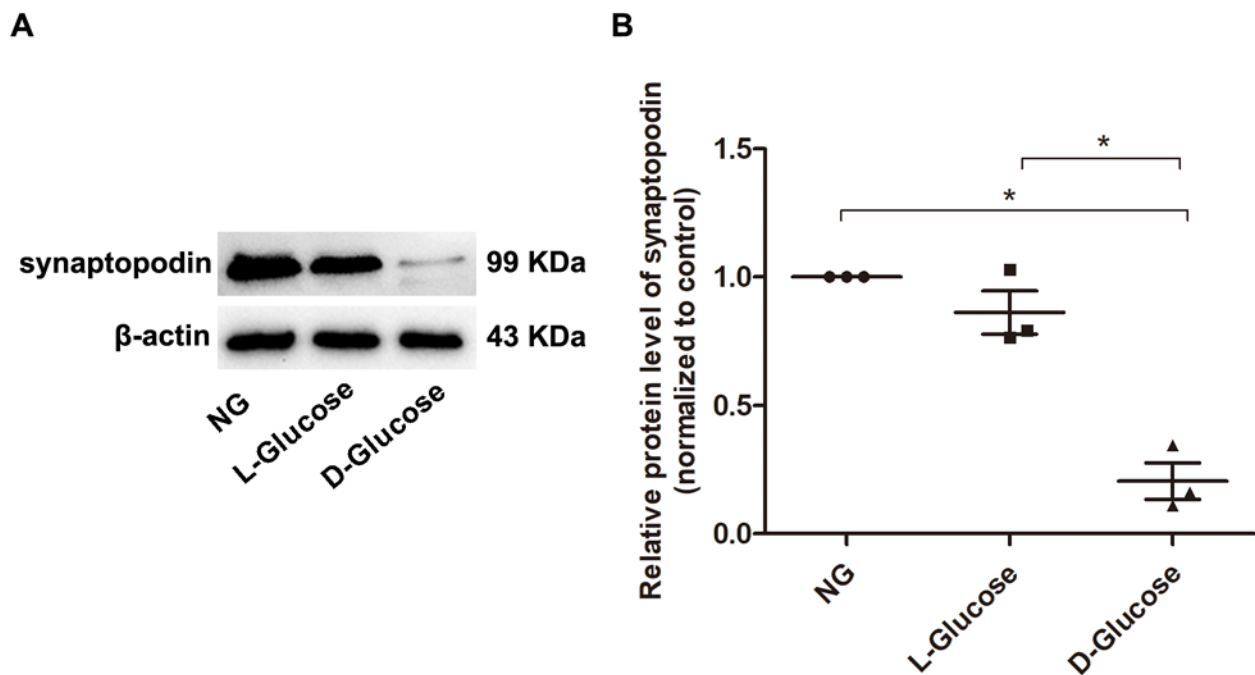 A
synaptopodin
99 KDa
β-actin
43 KDa
NG
L-Glucose
D-Glucose
B
Relative protein level of synaptopodin
(normalized to control)
1.5
1.0
0.5
0.0
*
*
NG
L-Glucose
D-Glucose